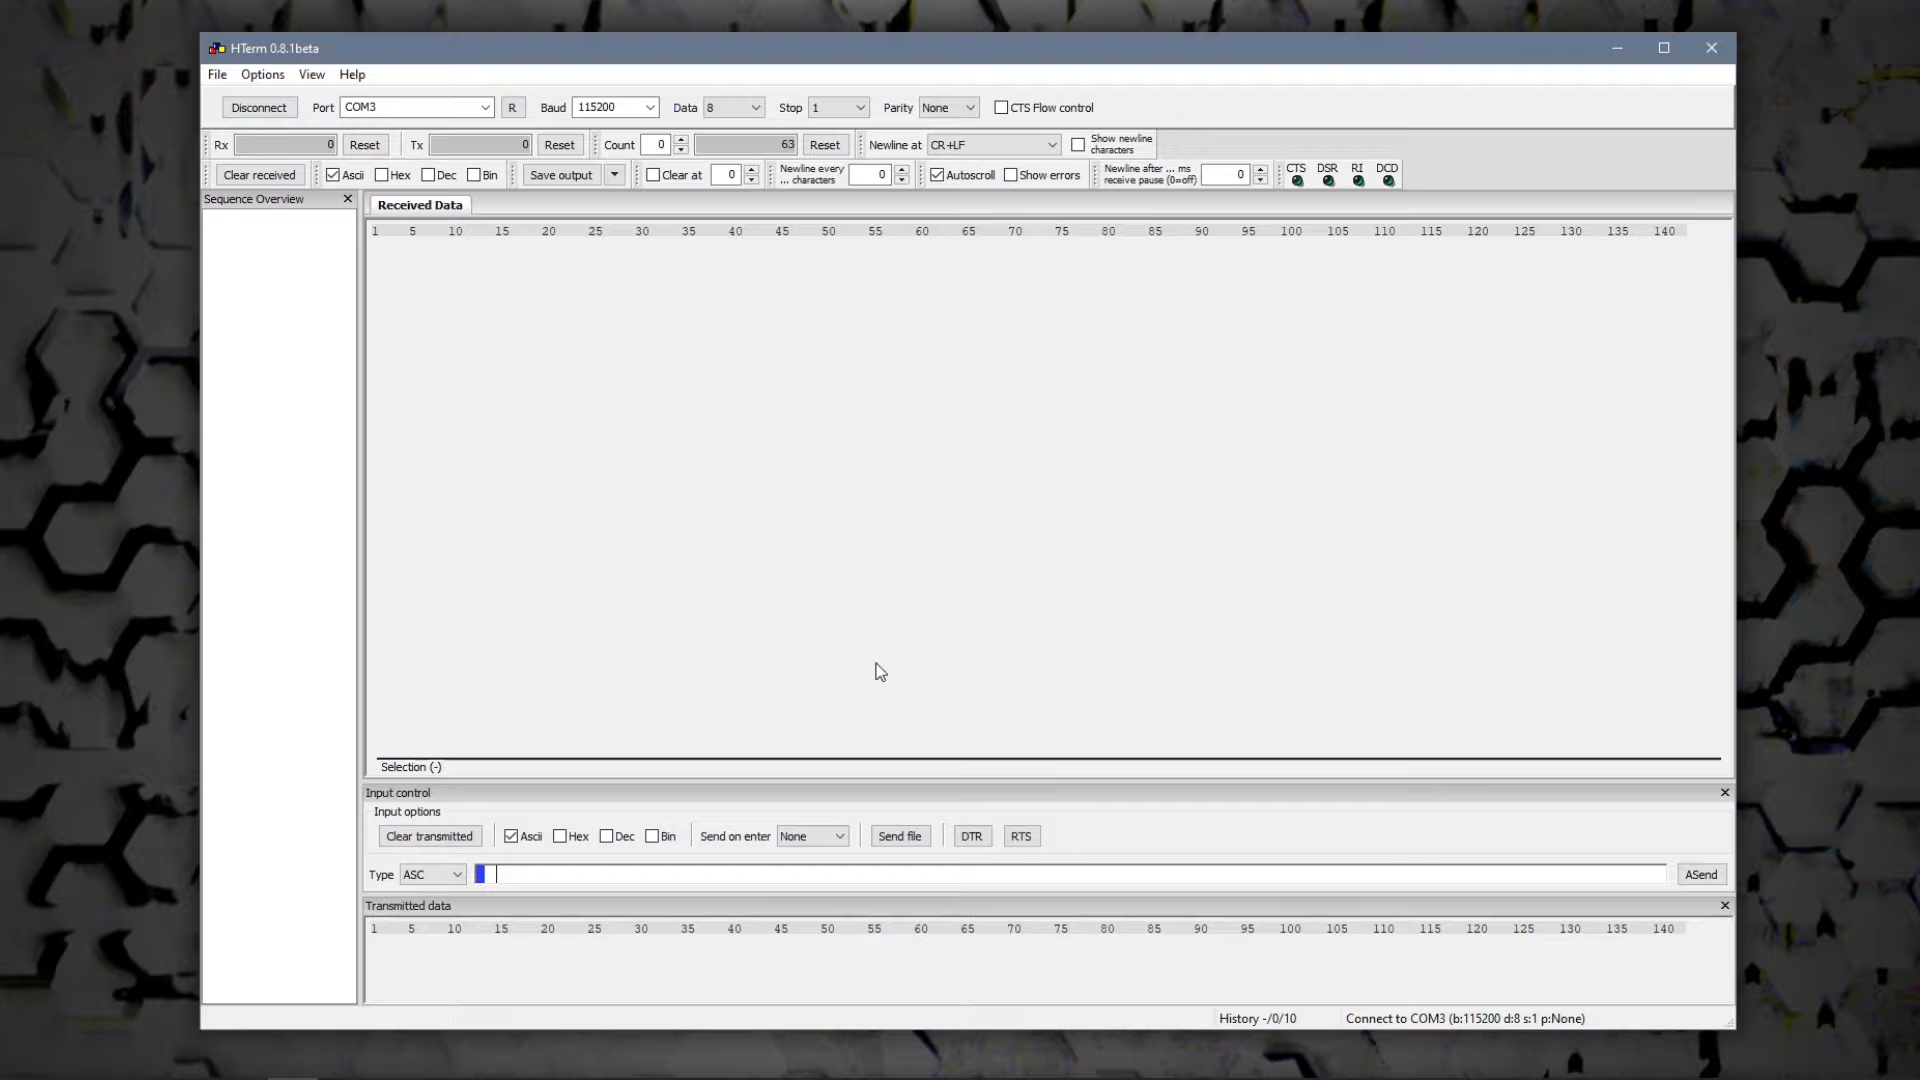 HTerm 0.8.1beta
File Options View Help
Disconnect Port COM3 R Baud 115200 Data 8 Stop 1 Parity None CTS Flow control
Rx 0 Reset Tx 0 Reset Count 0 63 Reset Newline at CR+LF Show newline characters
Clear received Ascii Hex Dec Bin Save output Clear at 0 Newline every ... characters 0 Autoscroll Show errors Newline after ... ms receive pause (0=off) 0 CTS DSR RI DCD
Sequence Overview
Received Data
1 5 10 15 20 25 30 35 40 45 50 55 60 65 70 75 80 85 90 95 100 105 110 115 120 125 130 135 140
Selection (-)
Input control
Input options
Clear transmitted Ascii Hex Dec Bin Send on enter None Send file DTR RTS
Type ASC ASend
Transmitted data
1 5 10 15 20 25 30 35 40 45 50 55 60 65 70 75 80 85 90 95 100 105 110 115 120 125 130 135 140
History -/0/10 Connect to COM3 (b:115200 d:8 s:1 p:None)